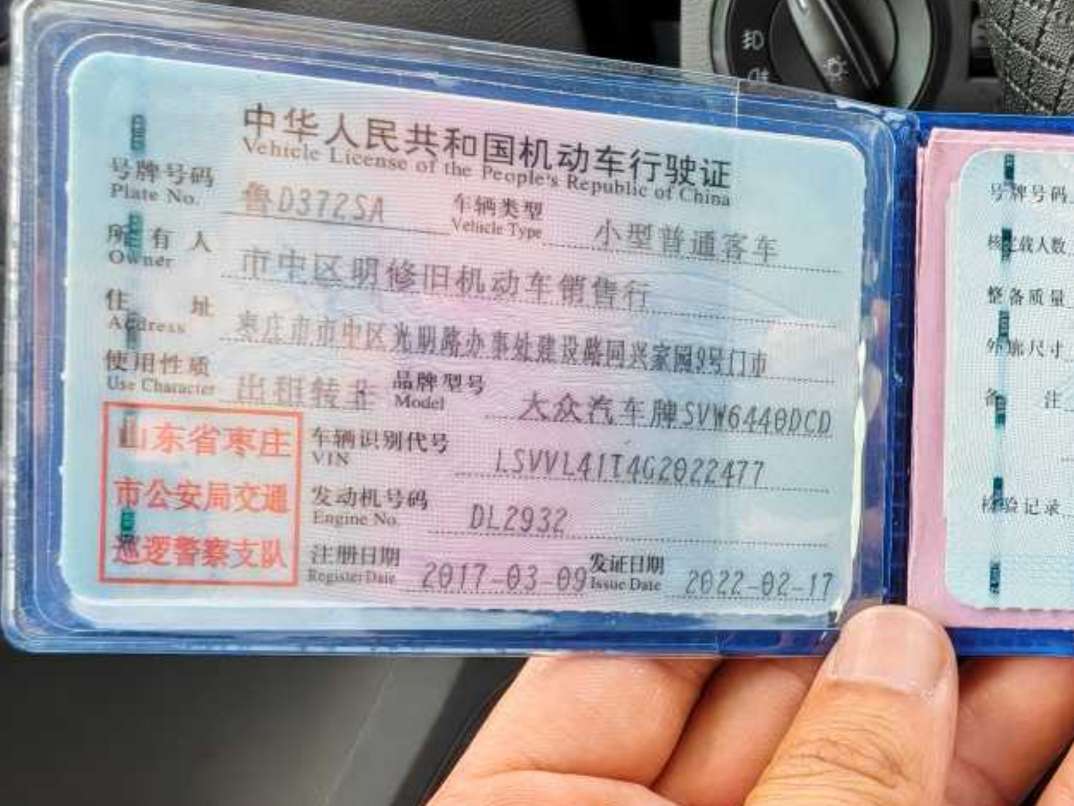 中华人民共和国机动车行驶证
Vehicle License of the People's Republic of China
号牌号码 鲁D372SA 车辆类型 小型普通客车
Plate No. Vehicle Type
所有人 市中区明修旧机动车销售行
Owner
住址 枣庄市市中区光明路办事处建设路同兴家园9号门市
Address
使用性质 出租转非 品牌型号 大众汽车牌SVW6440DCD
Use Character Model
山东省枣庄
市公安局交通
巡逻警察支队
车辆识别代号 LSVVL41T4G2022477
VIN
发动机号码 DL2932
Engine No.
注册日期 2017-03-09 发证日期 2022-02-17
Register Date Issue Date
号牌号码
核定载人数
整备质量
外廓尺寸
备注
检验记录